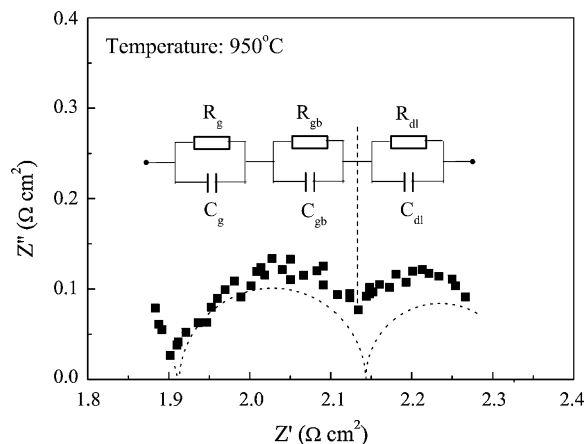 0.4
Temperature: 950°C
0.3
R_g R_gb R_dl
0.2
C_g C_gb C_dl
Z'' (Ω cm²)
0.1
0.0
1.8 1.9 2.0 2.1 2.2 2.3 2.4
Z' (Ω cm²)